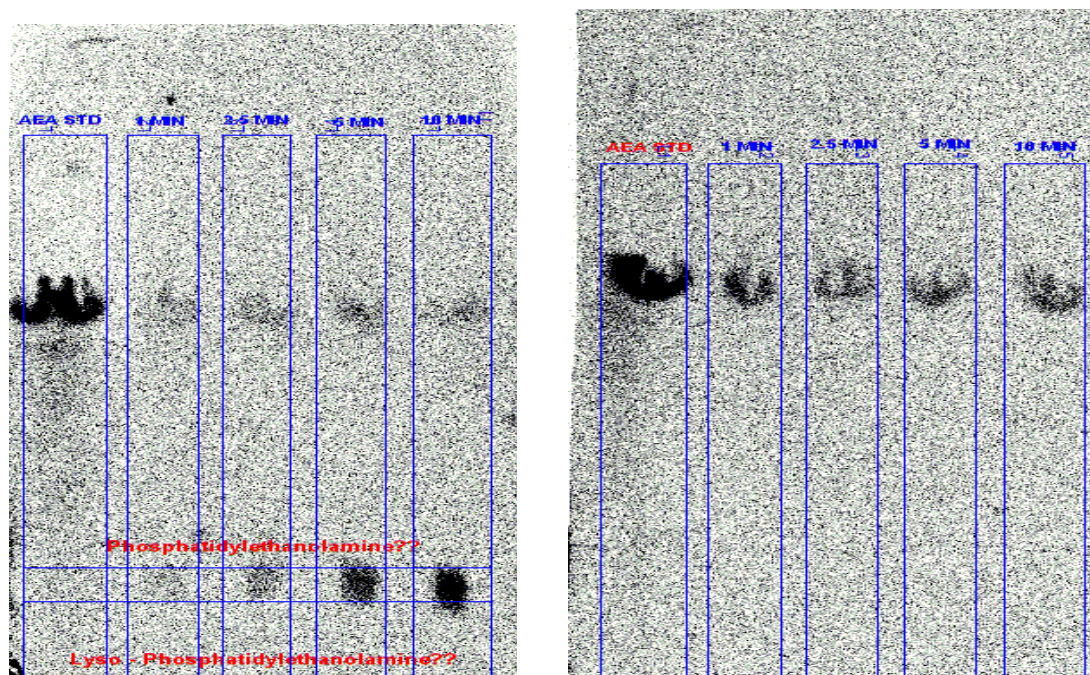 AEA STD 1 MIN 2.5 MIN 5 MIN 10 MIN
Phosphatidylethanolamine??
Lyso - Phosphatidylethanolamine??
AEA STD 1 MIN 2.5 MIN 5 MIN 10 MIN